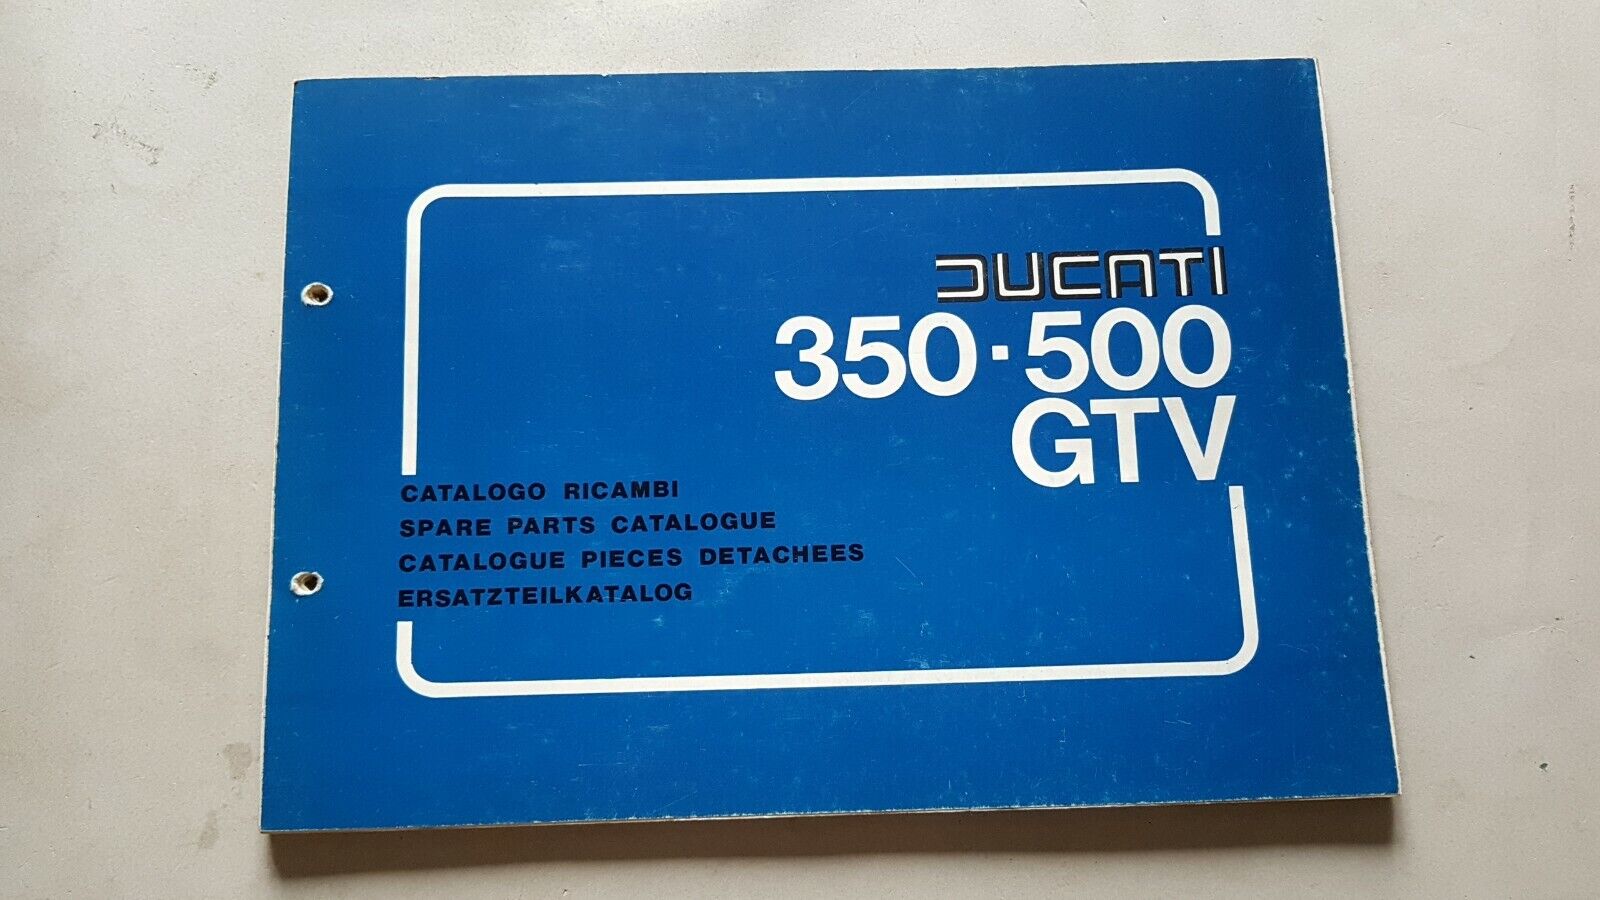 DUCATI
350·500
GTV
CATALOGO RICAMBI
SPARE PARTS CATALOGUE
CATALOGUE PIECES DETACHEES
ERSATZTEILKATALOG